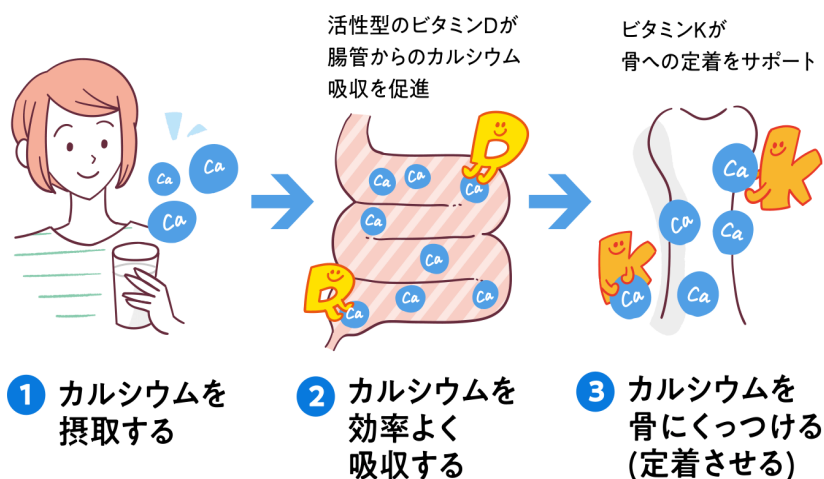 活性型のビタミンDが
腸管からのカルシウム
吸収を促進
ビタミンKが
骨への定着をサポート
Ca
Ca
Ca
D
Ca
Ca
Ca
Ca
Ca
D
Ca
Ca
Ca
K
Ca
Ca
Ca
K
Ca
Ca
1 カルシウムを
摂取する
2 カルシウムを
効率よく
吸収する
3 カルシウムを
骨にくっつける
(定着させる)